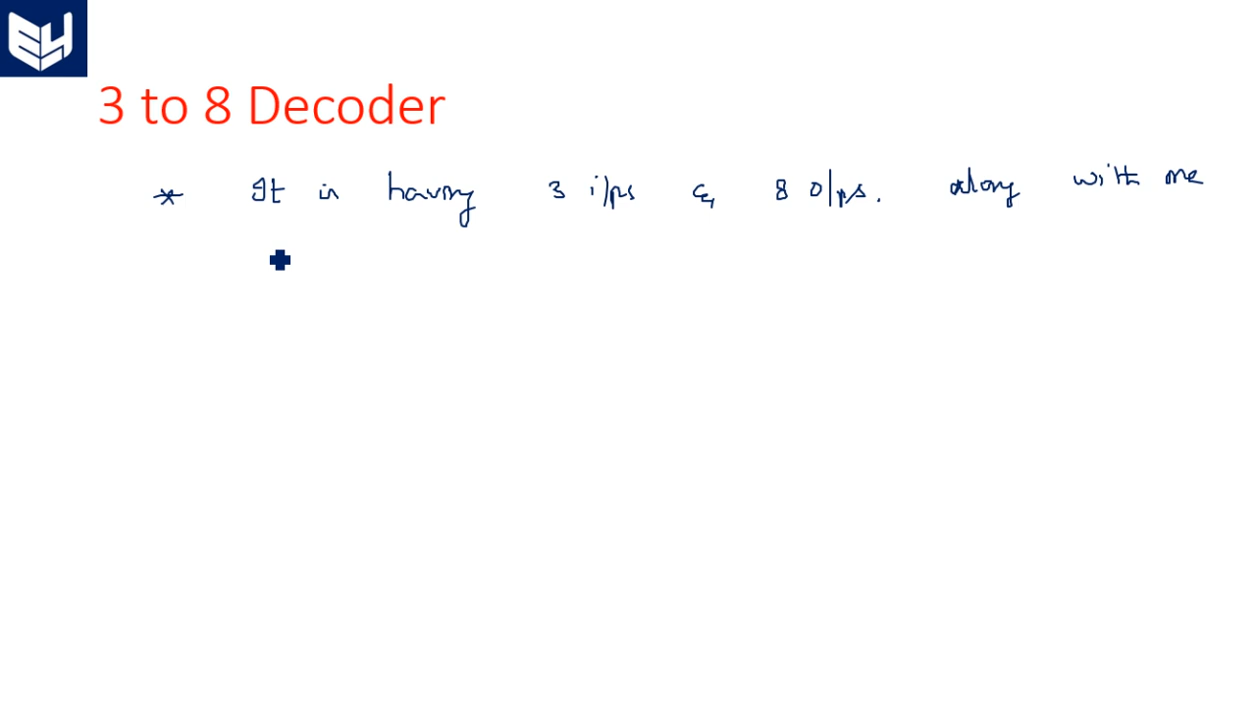 3 to 8 Decoder
* It is having 3 i/ps & 8 o/ps. along with one